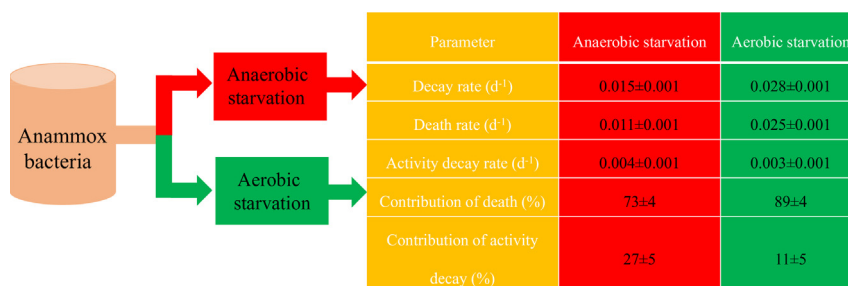 Anammox
bacteria
Anaerobic
starvation
Aerobic
starvation
Parameter Anaerobic starvation Aerobic starvation
Decay rate (d⁻¹) 0.015±0.001 0.028±0.001
Death rate (d⁻¹) 0.011±0.001 0.025±0.001
Activity decay rate (d⁻¹) 0.004±0.001 0.003±0.001
Contribution of death (%) 73±4 89±4
Contribution of activity
decay (%) 27±5 11±5